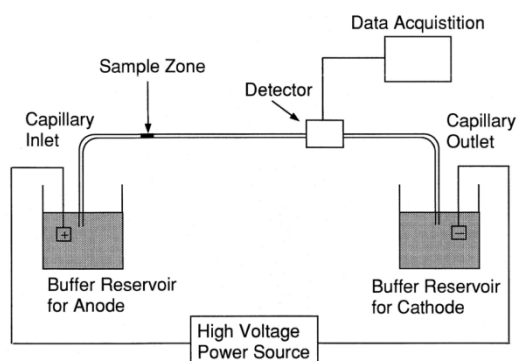 Data Acquistition
Sample Zone
Detector
Capillary
Inlet
Capillary
Outlet
+
−
Buffer Reservoir
for Anode
Buffer Reservoir
for Cathode
High Voltage
Power Source